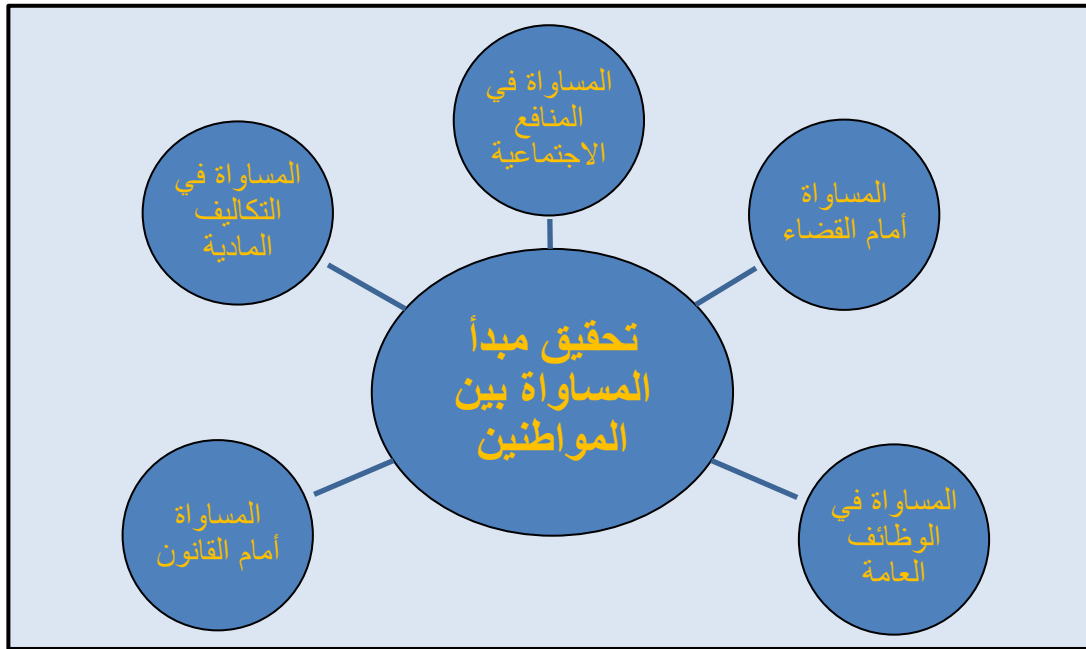 المساواة في
المنافع
الاجتماعية
المساواة
أمام القضاء
المساواة في
التكاليف
المادية
تحقيق مبدأ
المساواة بين
المواطنين
المساواة في
الوظائف
العامة
المساواة
أمام القانون